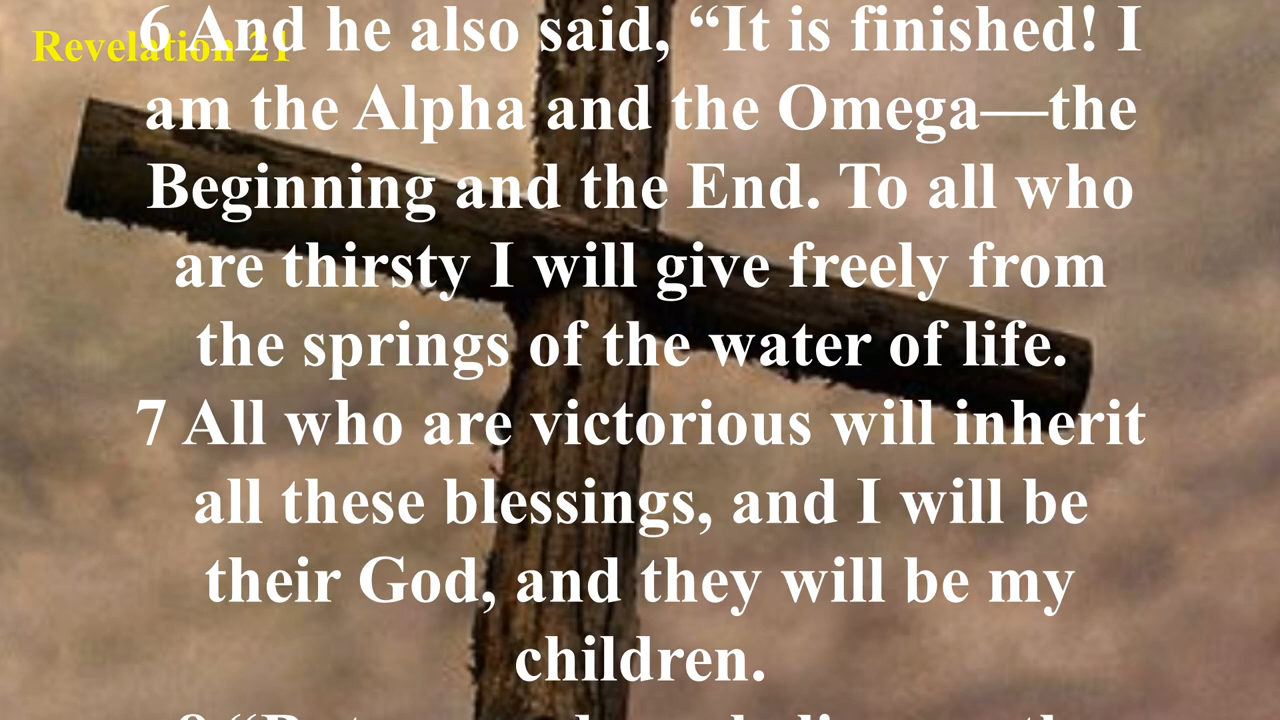 Revelation 21
6 And he also said, “It is finished! I
am the Alpha and the Omega—the
Beginning and the End. To all who
are thirsty I will give freely from
the springs of the water of life.
7 All who are victorious will inherit
all these blessings, and I will be
their God, and they will be my
children.